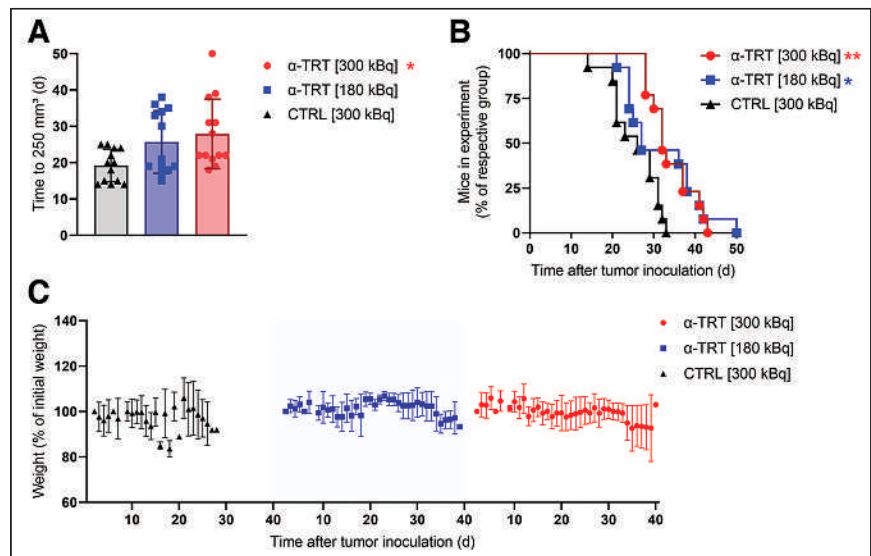 A
Time to 250 mm³ (d)
50
40
30
20
10
0
α-TRT [300 kBq] *
α-TRT [180 kBq]
CTRL [300 kBq]
B
Mice in experiment
(% of respective group)
100
75
50
25
0
0 10 20 30 40 50
Time after tumor inoculation (d)
α-TRT [300 kBq] **
α-TRT [180 kBq] *
CTRL [300 kBq]
C
Weight (% of initial weight)
140
120
100
80
60
10 20 30 40 10 20 30 40 10 20 30 40
Time after tumor inoculation (d) Time after tumor inoculation (d)
α-TRT [300 kBq]
α-TRT [180 kBq]
CTRL [300 kBq]